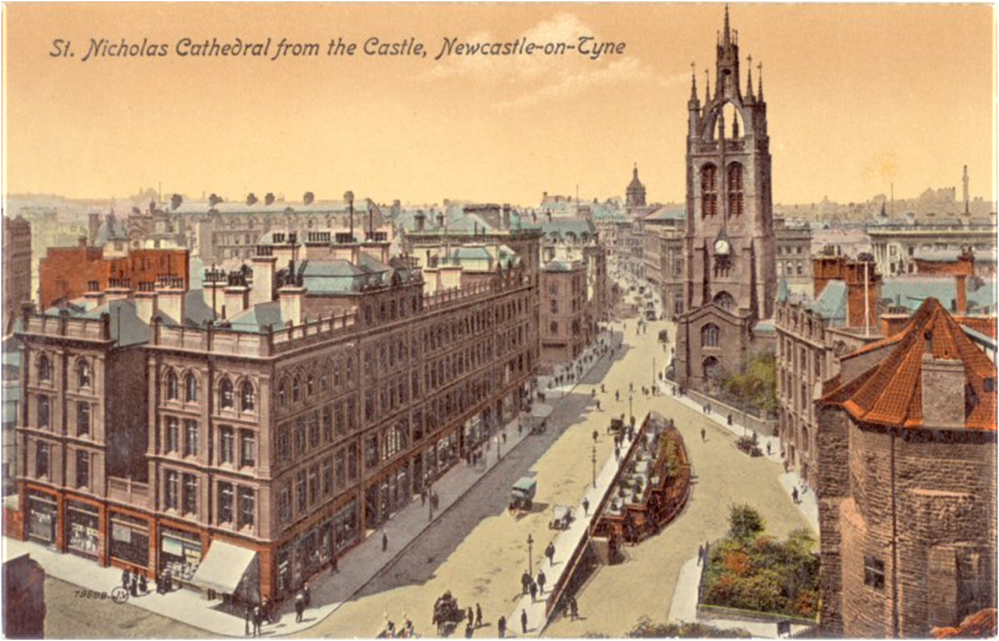 St. Nicholas Cathedral from the Castle, Newcastle-on-Tyne
J.V.